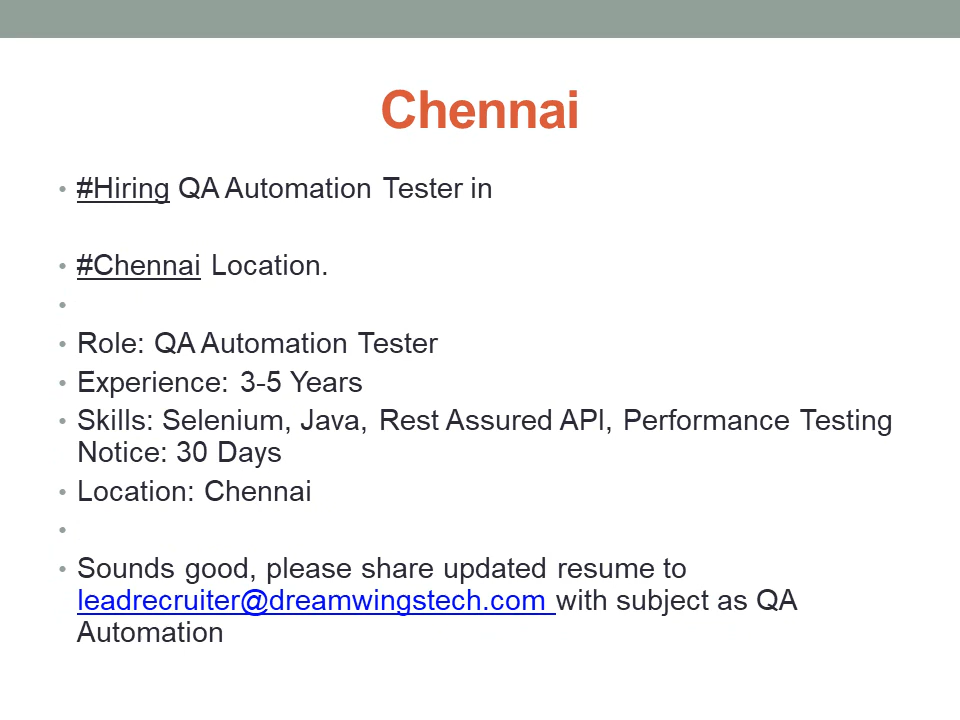 Chennai
#Hiring QA Automation Tester in
#Chennai Location.
Role: QA Automation Tester
Experience: 3-5 Years
Skills: Selenium, Java, Rest Assured API, Performance Testing
Notice: 30 Days
Location: Chennai
Sounds good, please share updated resume to
leadrecruiter@dreamwingstech.com with subject as QA
Automation